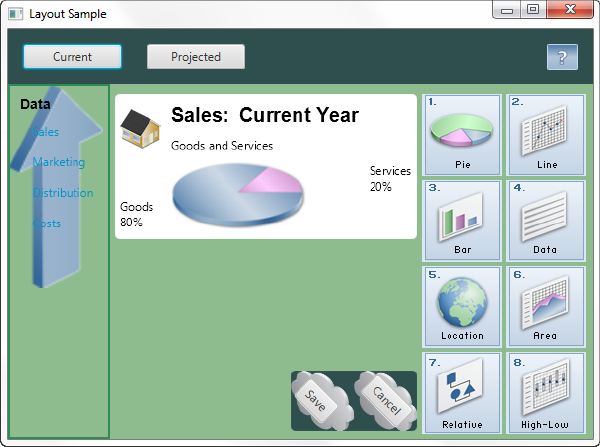 Layout Sample
Current
Projected
?
Data
Sales
Marketing
Distribution
Costs
Sales: Current Year
Goods and Services
Services
20%
Goods
80%
1.
Pie
2.
Line
3.
Bar
4.
Data
5.
Location
6.
Area
7.
Relative
8.
High-Low
Save
Cancel